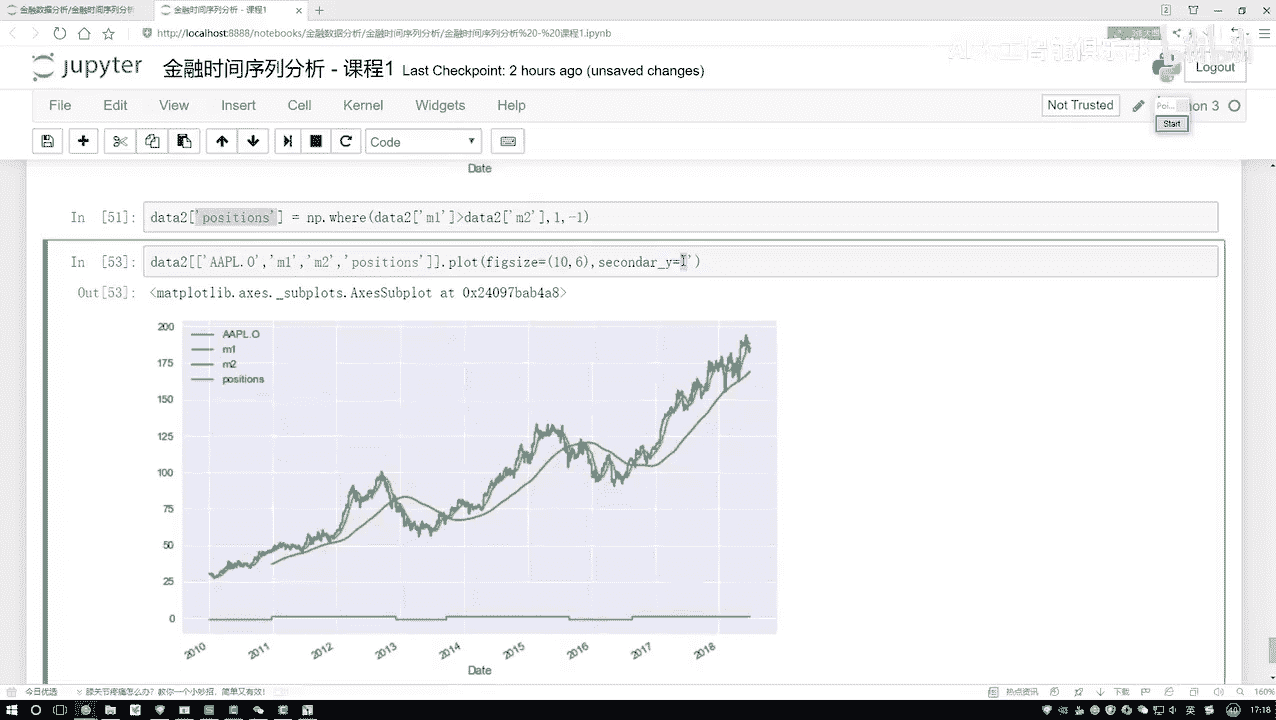 金融数据分析/金融时间序列分析
金融时间序列分析 - 课程1
http://localhost:8888/notebooks/金融数据分析/金融时间序列分析/金融时间序列分析%20-%20课程1.ipynb
jupyter 金融时间序列分析 - 课程1 Last Checkpoint: 2 hours ago (unsaved changes)
Logout
File Edit View Insert Cell Kernel Widgets Help
Not Trusted
Poi...
on 3
Start
Code
Date
In [51]: data2['positions'] = np.where(data2['m1']>data2['m2'],1,-1)
In [53]: data2[['AAPL.O','m1','m2','positions']].plot(figsize=(10,6),secondar_y='')
Out[53]: <matplotlib.axes._subplots.AxesSubplot at 0x24097bab4a8>
200
175
150
125
100
75
50
25
0
AAPL.O
m1
m2
positions
2010 2011 2012 2013 2014 2015 2016 2017 2018
Date
今日优选
膝关节疼痛怎么办? 教你一个小妙招, 简单又有效!
热点资讯
下载
160%
17:18